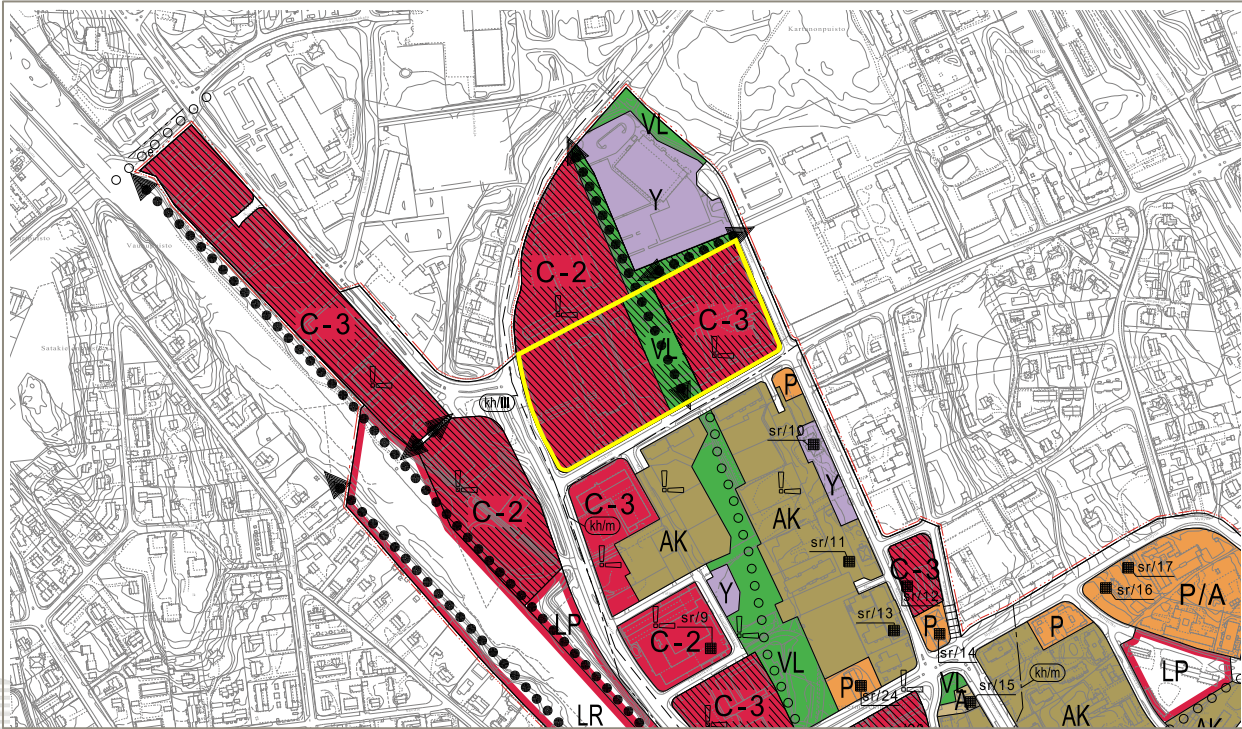 Kartanonpuisto
VL
Y
C-2
C-3
VL
C-3
kh/III
P
sr/10
Y
C-3
kh/m
AK
AK
C-2
sr/11
C-3
sr/12
sr/17
sr/16
P/A
Y
LP
sr/9
C-2
sr/13
P
sr/14
P
VL
P
sr/24
VL
A
sr/15
kh/m
LP
C-3
LR
AK
AK